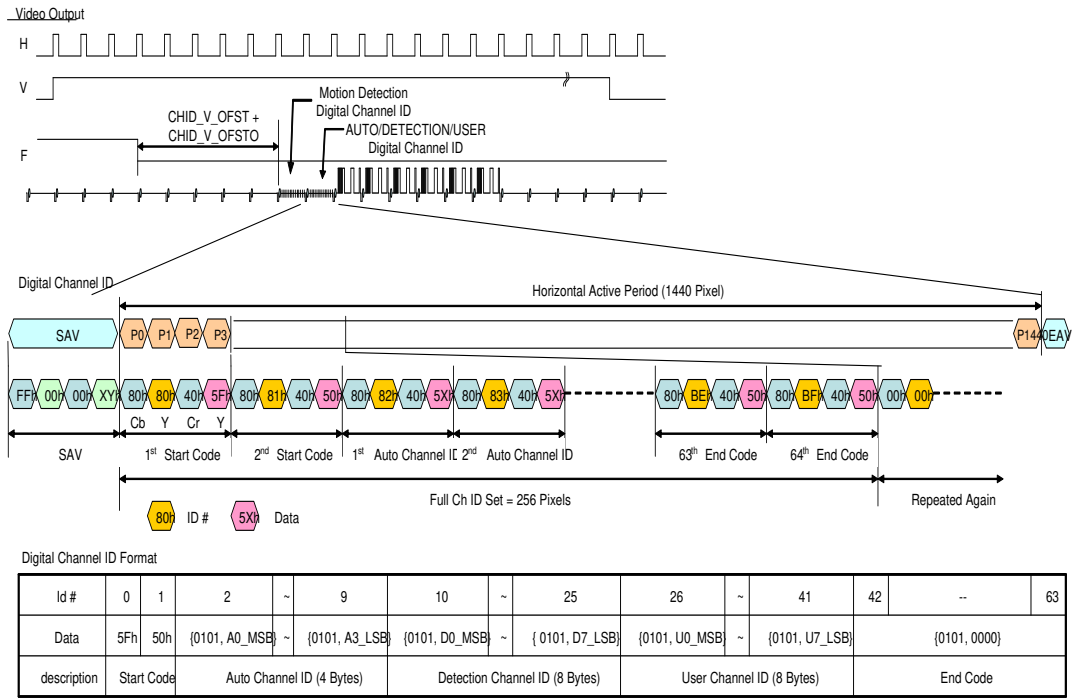 Video Output
H
V
F
Motion Detection
Digital Channel ID
CHID_V_OFST +
CHID_V_OFSTO
AUTO/DETECTION/USER
Digital Channel ID
Digital Channel ID
Horizontal Active Period (1440 Pixel)
SAV P0 P1 P2 P3 P1440 EAV
FFh 00h 00h XYh 80h 80h 40h 5Fh 80h 81h 40h 50h 80h 82h 40h 5Xh 80h 83h 40h 5Xh 80h BEh 40h 50h 80h BFh 40h 50h 00h 00h
Cb Y Cr Y
SAV 1st Start Code 2nd Start Code 1st Auto Channel ID 2nd Auto Channel ID 63th End Code 64th End Code
Full Ch ID Set = 256 Pixels Repeated Again
80h ID # 5Xh Data
Digital Channel ID Format
Id # 0 1 2 ~ 9 10 ~ 25 26 ~ 41 42 -- 63
Data 5Fh 50h {0101, A0_MSB} ~ {0101, A3_LSB} {0101, D0_MSB} ~ { 0101, D7_LSB} {0101, U0_MSB} ~ {0101, U7_LSB} {0101, 0000}
description Start Code Auto Channel ID (4 Bytes) Detection Channel ID (8 Bytes) User Channel ID (8 Bytes) End Code